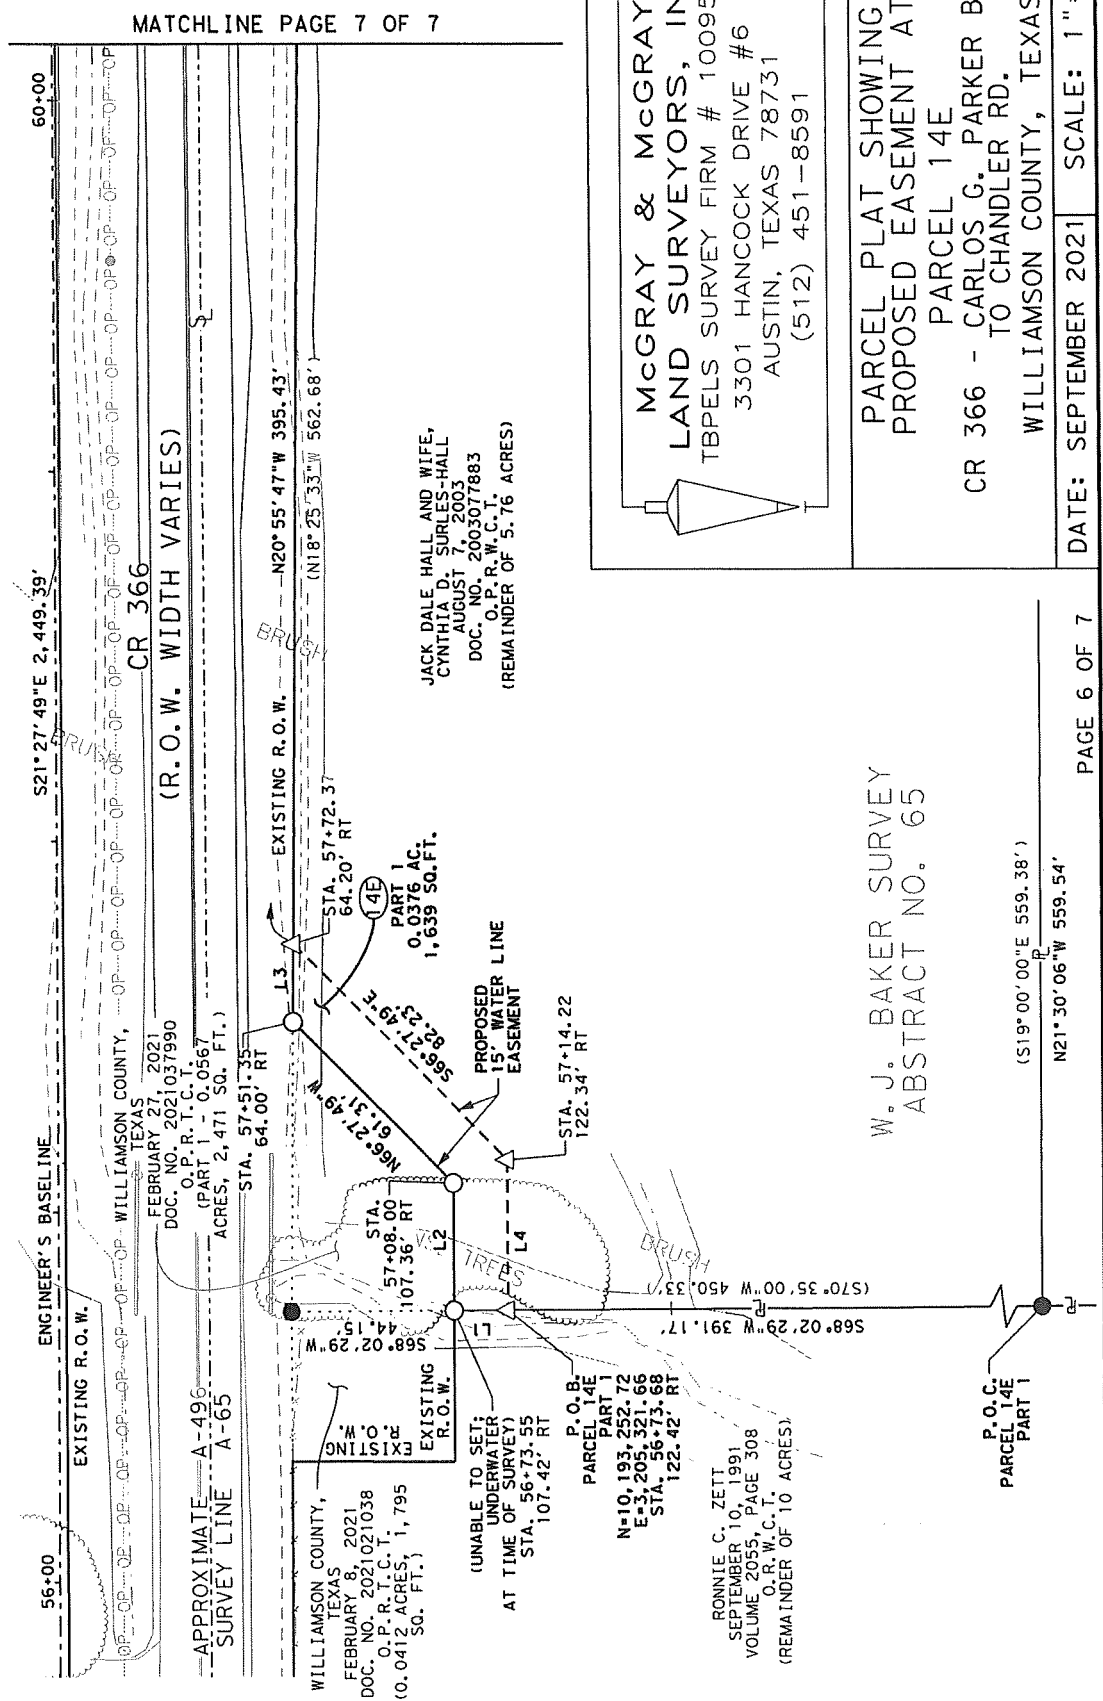 MATCHLINE PAGE 7 OF 7
60+00
56+00
S21°27'49"E 2,449.39'
ENGINEER'S BASELINE
EXISTING R.O.W.
BRUSH
CR 366
(R.O.W. WIDTH VARIES)
WILLIAMSON COUNTY,
TEXAS
FEBRUARY 27, 2021
DOC. NO. 2021037990
O.P.R.T.C.T.
(PART 1 - 0.0567
ACRES, 2,471 SQ. FT.)
APPROXIMATE A-496
SURVEY LINE A-65
STA. 57+51.35
64.00' RT
EXISTING R.O.W.
N20°55'47"W 395.43'
(N18°25'33"W 562.68')
BRUSH
JACK DALE HALL AND WIFE,
CYNTHIA D. SURLES-HALL
AUGUST 7, 2003
DOC. NO. 2003077883
O.P.R.W.C.T.
(REMAINDER OF 5.76 ACRES)
STA. 57+72.37
64.20' RT
14E
PART 1
0.0376 AC.
1,639 SQ.FT.
L3
N66°27'49"W
61.31'
S66°27'49"E
82.23'
PROPOSED
15' WATER LINE
EASEMENT
STA. 57+14.22
122.34' RT
STA.
57+08.00
107.36' RT
L2
L4
L1
TREES
BRUSH
S68°02'29"W
44.15'
EXISTING
R.O.W.
EXISTING
R.O.W.
WILLIAMSON COUNTY,
TEXAS
FEBRUARY 8, 2021
DOC. NO. 2021021038
O.P.R.T.C.T.
(0.0412 ACRES, 1,795
SQ. FT.)
(UNABLE TO SET;
UNDERWATER
AT TIME OF SURVEY)
STA. 56+73.55
107.42' RT
P.O.B.
PARCEL 14E
PART 1
N=10,193,252.72
E=3,205,321.66
STA. 56+73.68
122.42' RT
RONNIE C. ZETT
SEPTEMBER 10, 1991
VOLUME 2055, PAGE 308
O.R.W.C.T.
(REMAINDER OF 10 ACRES)
(S70°35'00"W 450.33')
S68°02'29"W 391.17'
P.O.C.
PARCEL 14E
PART 1
W. J. BAKER SURVEY
ABSTRACT NO. 65
(S19°00'00"E 559.38')
N21°30'06"W 559.54'
McGRAY & McGRAY
LAND SURVEYORS, IN
TBPELS SURVEY FIRM # 10095
3301 HANCOCK DRIVE #6
AUSTIN, TEXAS 78731
(512) 451-8591
PARCEL PLAT SHOWING
PROPOSED EASEMENT AT
PARCEL 14E
CR 366 - CARLOS G. PARKER B
TO CHANDLER RD.
WILLIAMSON COUNTY, TEXAS
DATE: SEPTEMBER 2021
SCALE: 1"=
PAGE 6 OF 7